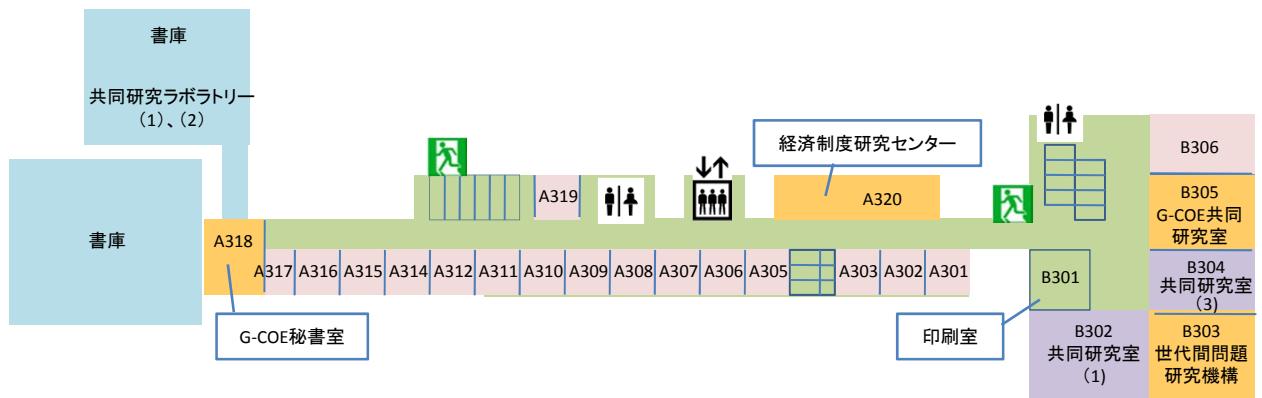 書庫
共同研究ラボラトリー
（1）、（2）
書庫
経済制度研究センター
A319
A320
B306
B305
G-COE共同
研究室
A318
A317 A316 A315 A314 A312 A311 A310 A309 A308 A307 A306 A305 A303 A302 A301
B301
B304
共同研究室
（3）
G-COE秘書室
印刷室
B302
共同研究室
（1）
B303
世代間問題
研究機構